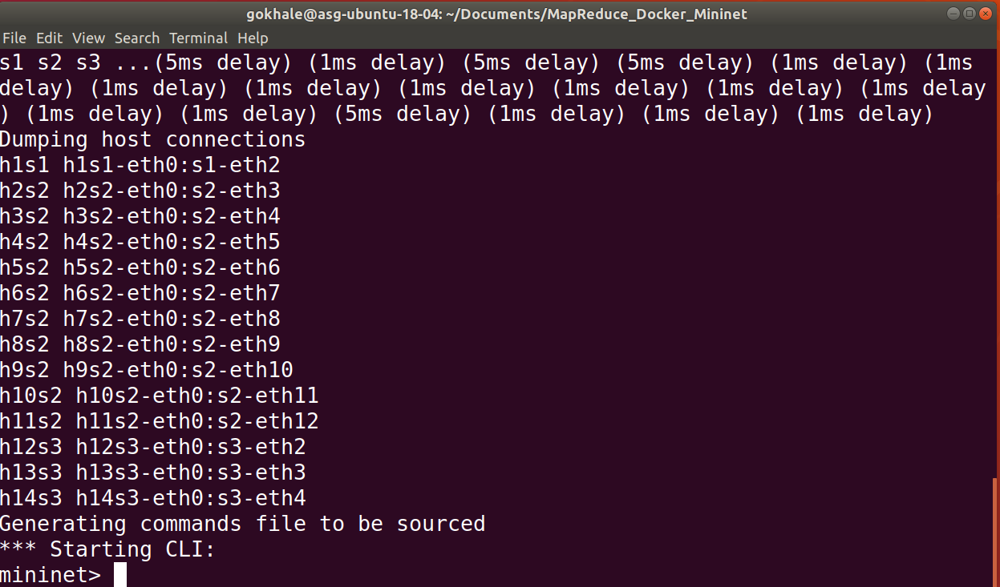 gokhale@asg-ubuntu-18-04: ~/Documents/MapReduce_Docker_Mininet
File Edit View Search Terminal Help
s1 s2 s3 ...(5ms delay) (1ms delay) (5ms delay) (5ms delay) (1ms delay) (1ms
delay) (1ms delay) (1ms delay) (1ms delay) (1ms delay) (1ms delay) (1ms delay
) (1ms delay) (1ms delay) (5ms delay) (1ms delay) (1ms delay) (1ms delay)
Dumping host connections
h1s1 h1s1-eth0:s1-eth2
h2s2 h2s2-eth0:s2-eth3
h3s2 h3s2-eth0:s2-eth4
h4s2 h4s2-eth0:s2-eth5
h5s2 h5s2-eth0:s2-eth6
h6s2 h6s2-eth0:s2-eth7
h7s2 h7s2-eth0:s2-eth8
h8s2 h8s2-eth0:s2-eth9
h9s2 h9s2-eth0:s2-eth10
h10s2 h10s2-eth0:s2-eth11
h11s2 h11s2-eth0:s2-eth12
h12s3 h12s3-eth0:s3-eth2
h13s3 h13s3-eth0:s3-eth3
h14s3 h14s3-eth0:s3-eth4
Generating commands file to be sourced
*** Starting CLI:
mininet>